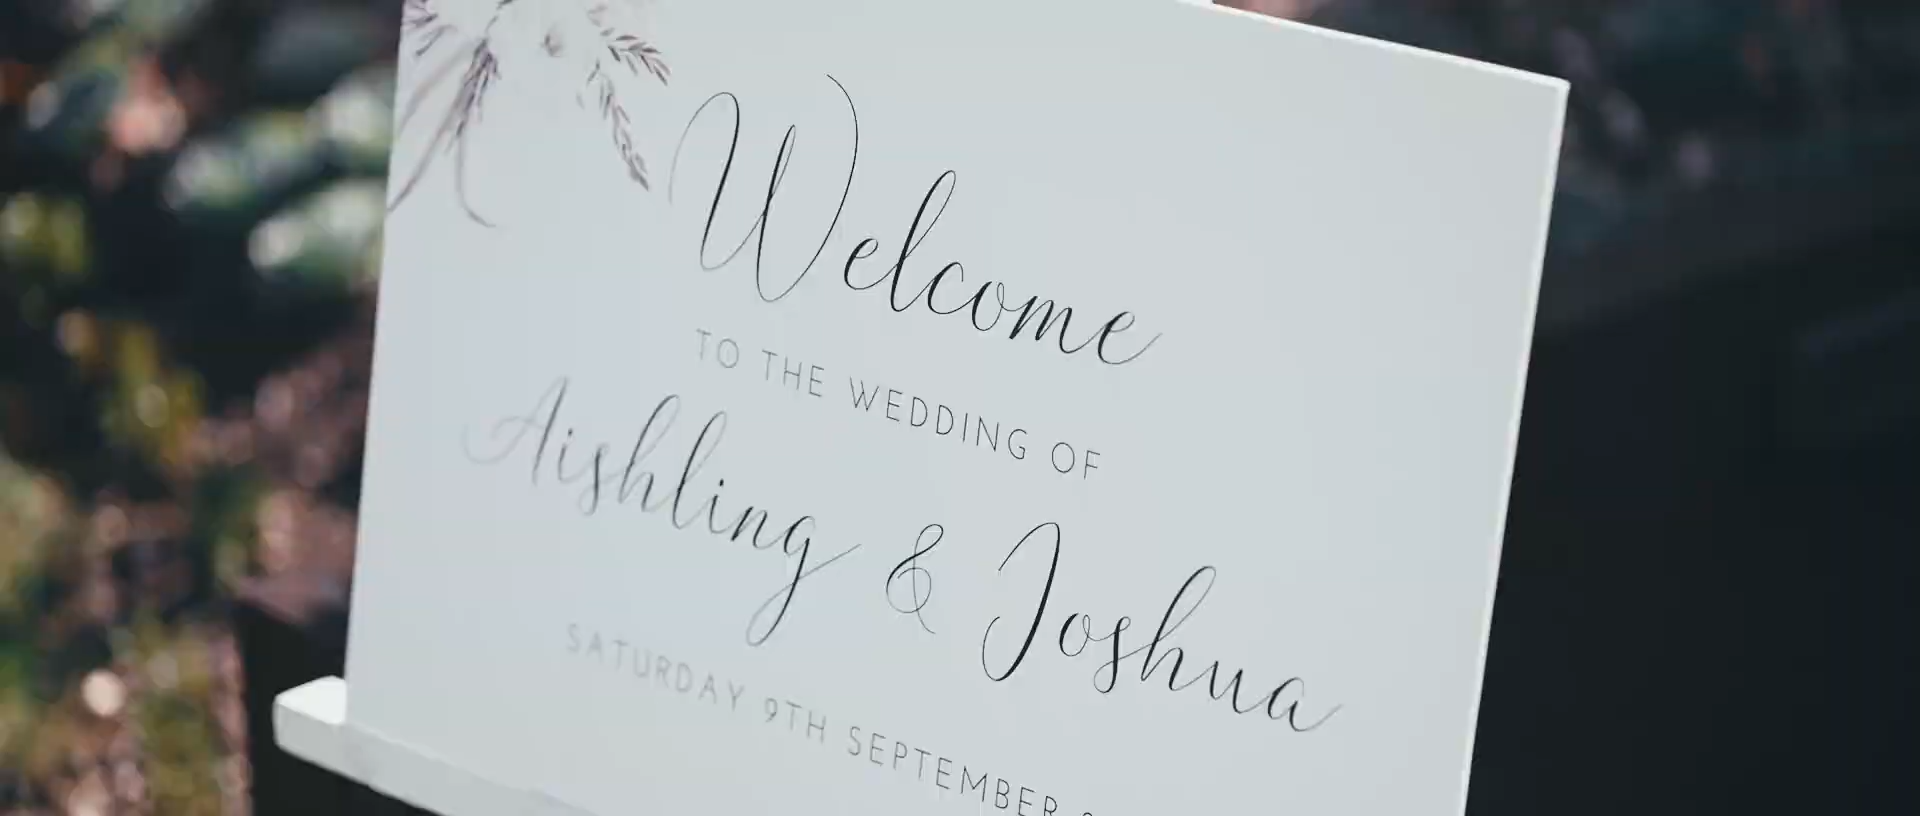 Welcome
TO THE WEDDING OF
Aishling & Joshua
SATURDAY 9TH SEPTEMBER